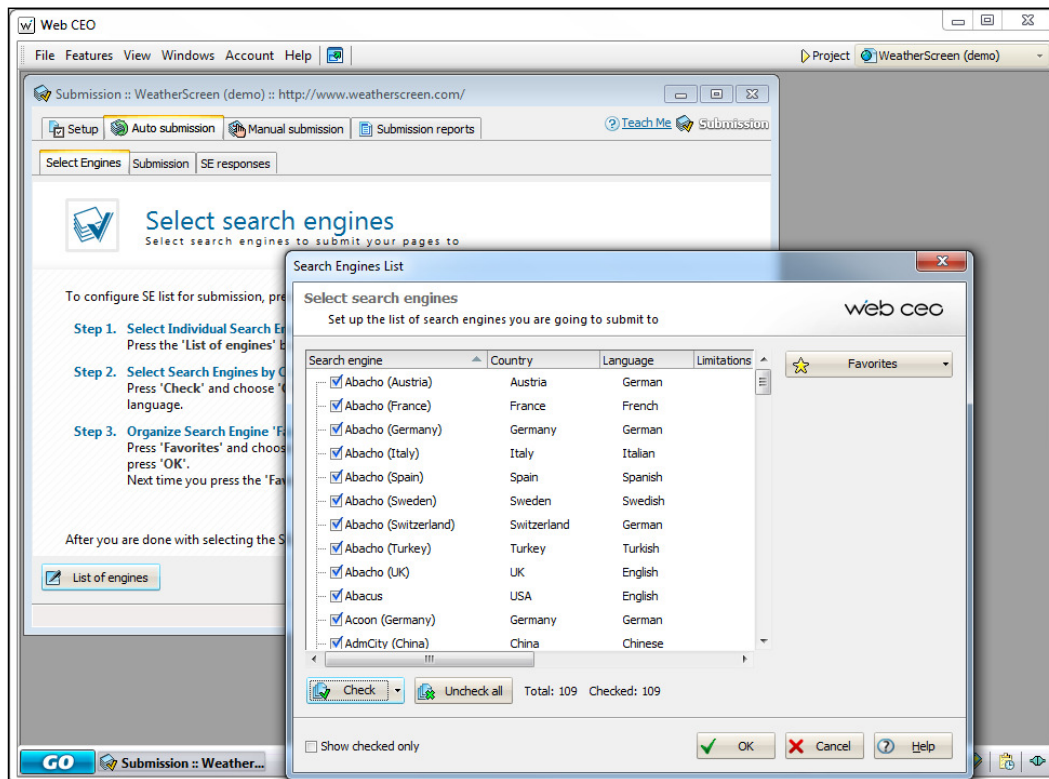 Web CEO
File Features View Windows Account Help
Project WeatherScreen (demo)
Submission :: WeatherScreen (demo) :: http://www.weatherscreen.com/
Setup Auto submission Manual submission Submission reports
Teach Me Submission
Select Engines Submission SE responses
Select search engines
Select search engines to submit your pages to
To configure SE list for submission,
Step 1. Select Individual Search
Press the 'List of engines'
Step 2. Select Search Engines by
Press 'Check' and choose
language.
Step 3. Organize Search Engine
Press 'Favorites' and
press 'OK'.
Next time you press the
After you are done with selecting the
List of engines
Search Engines List
Select search engines
Set up the list of search engines you are going to submit to
web ceo
Search engine Country Language Limitations
Abacho (Austria) Austria German
Abacho (France) France French
Abacho (Germany) Germany German
Abacho (Italy) Italy Italian
Abacho (Spain) Spain Spanish
Abacho (Sweden) Sweden Swedish
Abacho (Switzerland) Switzerland German
Abacho (Turkey) Turkey Turkish
Abacho (UK) UK English
Abacus USA English
Acoon (Germany) Germany German
AdmCity (China) China Chinese
Favorites
Check Uncheck all Total: 109 Checked: 109
Show checked only
OK Cancel Help
GO Submission :: Weather...